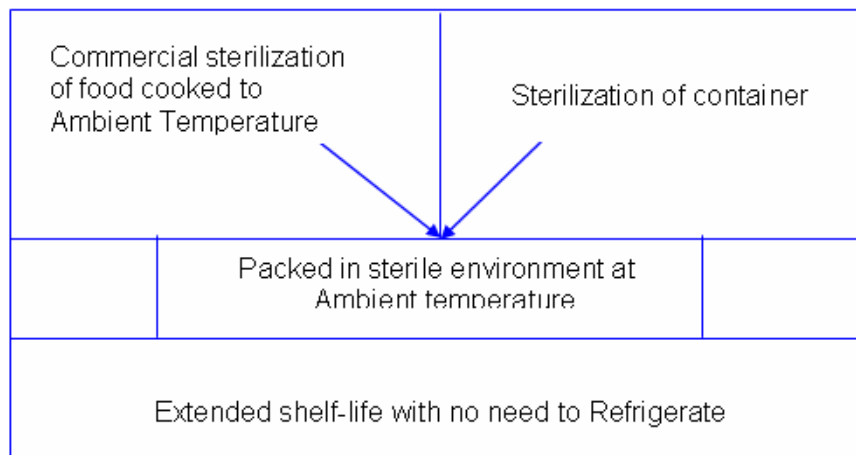 Commercial sterilization
of food cooked to
Ambient Temperature
Sterilization of container
Packed in sterile environment at
Ambient temperature
Extended shelf-life with no need to Refrigerate